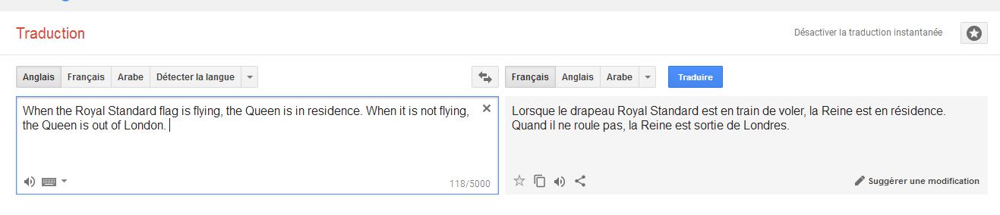 Traduction
Désactiver la traduction instantanée
Anglais Français Arabe Détecter la langue
Français Anglais Arabe Traduire
When the Royal Standard flag is flying, the Queen is in residence. When it is not flying,
the Queen is out of London.
118/5000
Lorsque le drapeau Royal Standard est en train de voler, la Reine est en résidence.
Quand il ne roule pas, la Reine est sortie de Londres.
Suggérer une modification